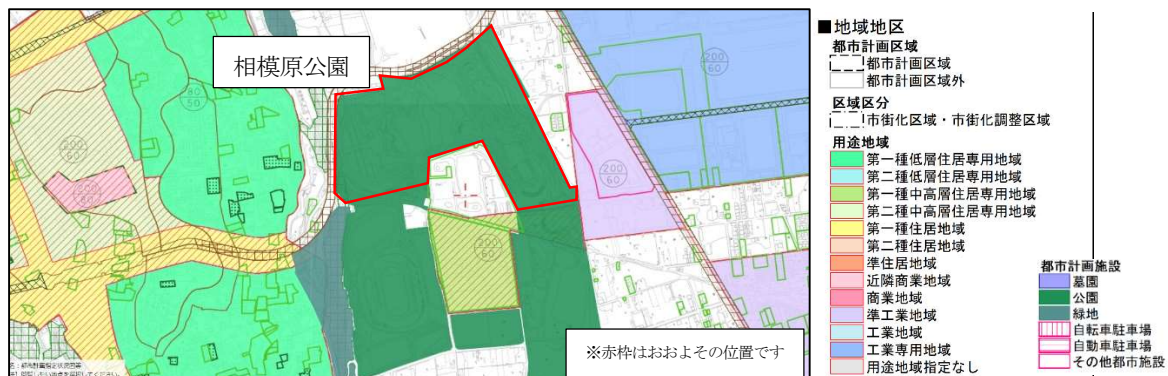 相模原公園
80
50
200
60
200
60
200
60
200
60
200
60
※赤枠はおおよその位置です
■地域地区
都市計画区域
都市計画区域
都市計画区域外
区域区分
市街化区域・市街化調整区域
用途地域
第一種低層住居専用地域
第二種低層住居専用地域
第一種中高層住居専用地域
第二種中高層住居専用地域
第一種住居地域
第二種住居地域
準住居地域
近隣商業地域
商業地域
準工業地域
工業地域
工業専用地域
用途地域指定なし
都市計画施設
墓園
公園
緑地
自転車駐車場
自動車駐車場
その他都市施設